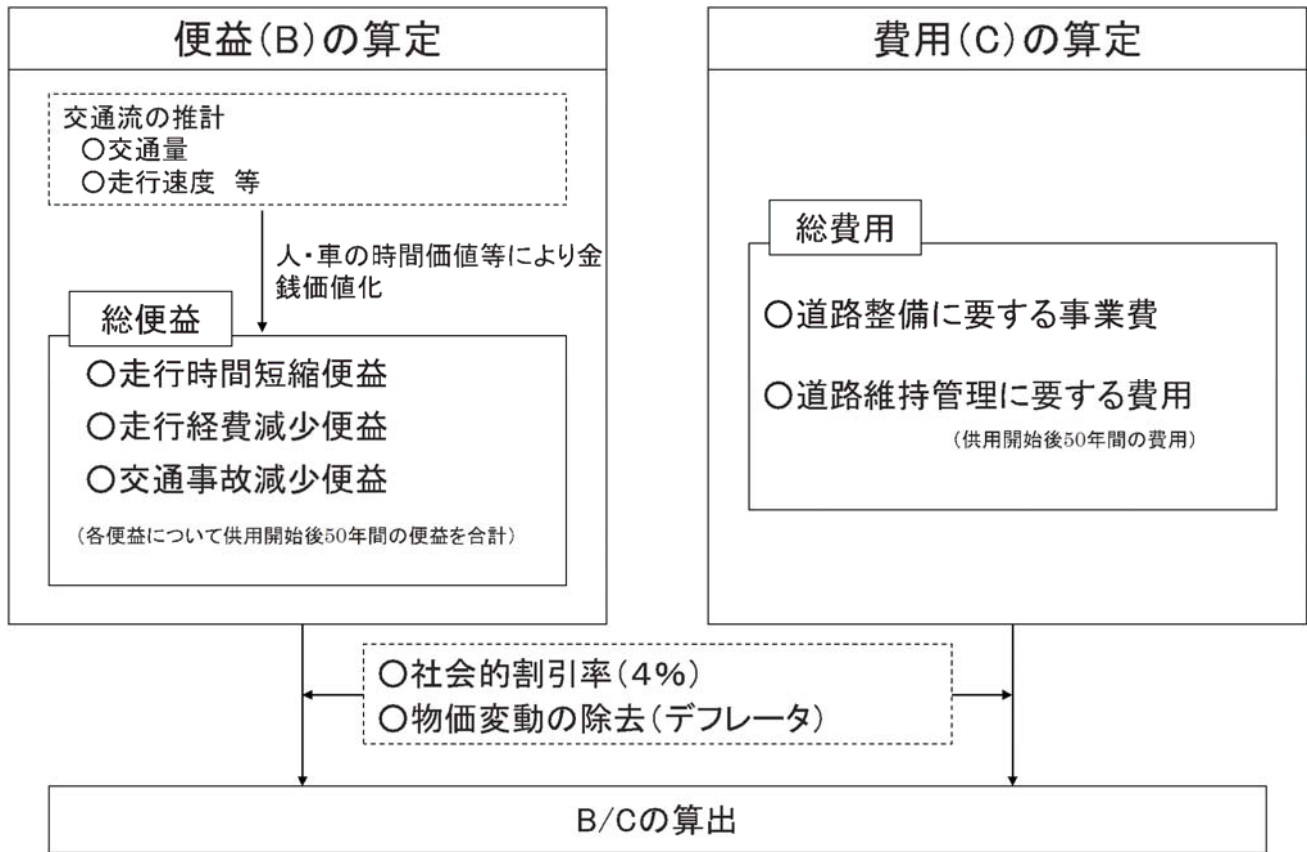 便益(B)の算定
交通流の推計
○交通量
○走行速度 等
人・車の時間価値等により金
銭価値化
総便益
○走行時間短縮便益
○走行経費減少便益
○交通事故減少便益
(各便益について供用開始後50年間の便益を合計)
費用(C)の算定
総費用
○道路整備に要する事業費
○道路維持管理に要する費用
(供用開始後50年間の費用)
○社会的割引率(4%)
○物価変動の除去(デフレータ)
B/Cの算出